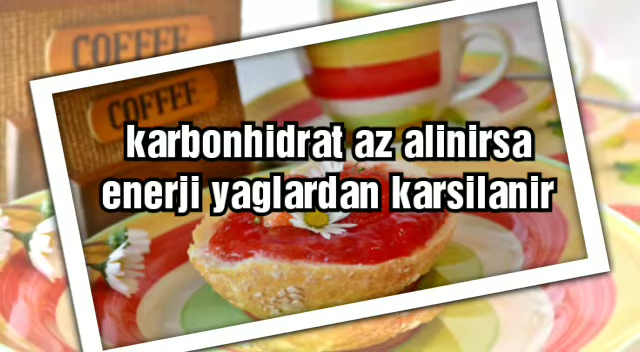 COFFEE
COFFEE
karbonhidrat az alinirsa
enerji yaglardan karsilanir